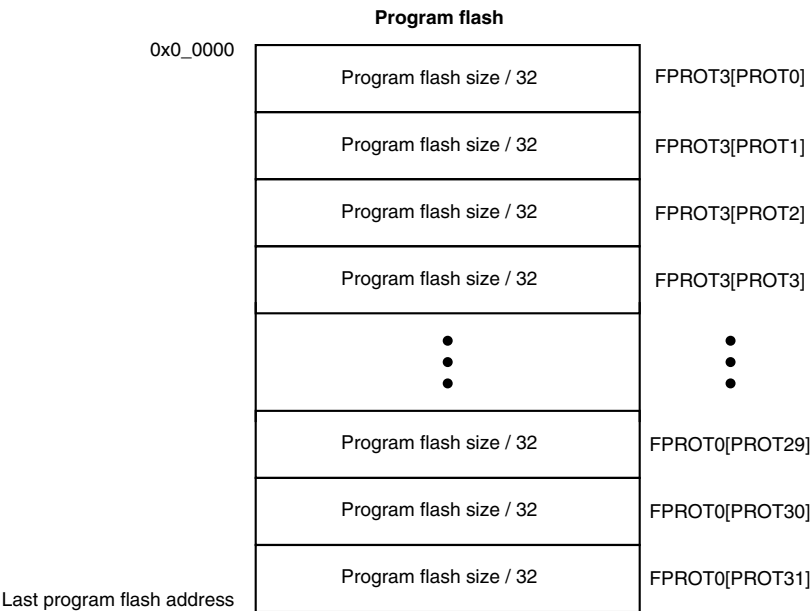 Program flash
0x0_0000
Program flash size / 32 FPROT3[PROT0]
Program flash size / 32 FPROT3[PROT1]
Program flash size / 32 FPROT3[PROT2]
Program flash size / 32 FPROT3[PROT3]
Program flash size / 32 FPROT0[PROT29]
Program flash size / 32 FPROT0[PROT30]
Program flash size / 32 FPROT0[PROT31]
Last program flash address